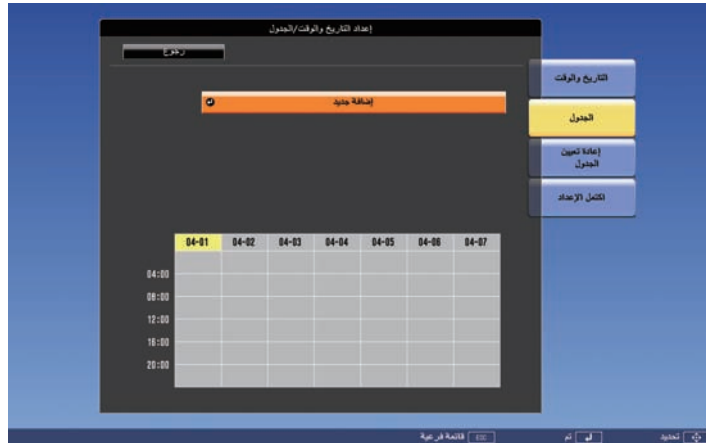 إعداد التاريخ والوقت/الجدول
رجوع
التاريخ والوقت
إضافة جديد
الجدول
إعادة تعيين
الجدول
اكتمل الإعداد
04-01 04-02 04-03 04-04 04-05 04-06 04-07
04:00
08:00
12:00
16:00
20:00
تحديد تم ESC قائمة فرعية